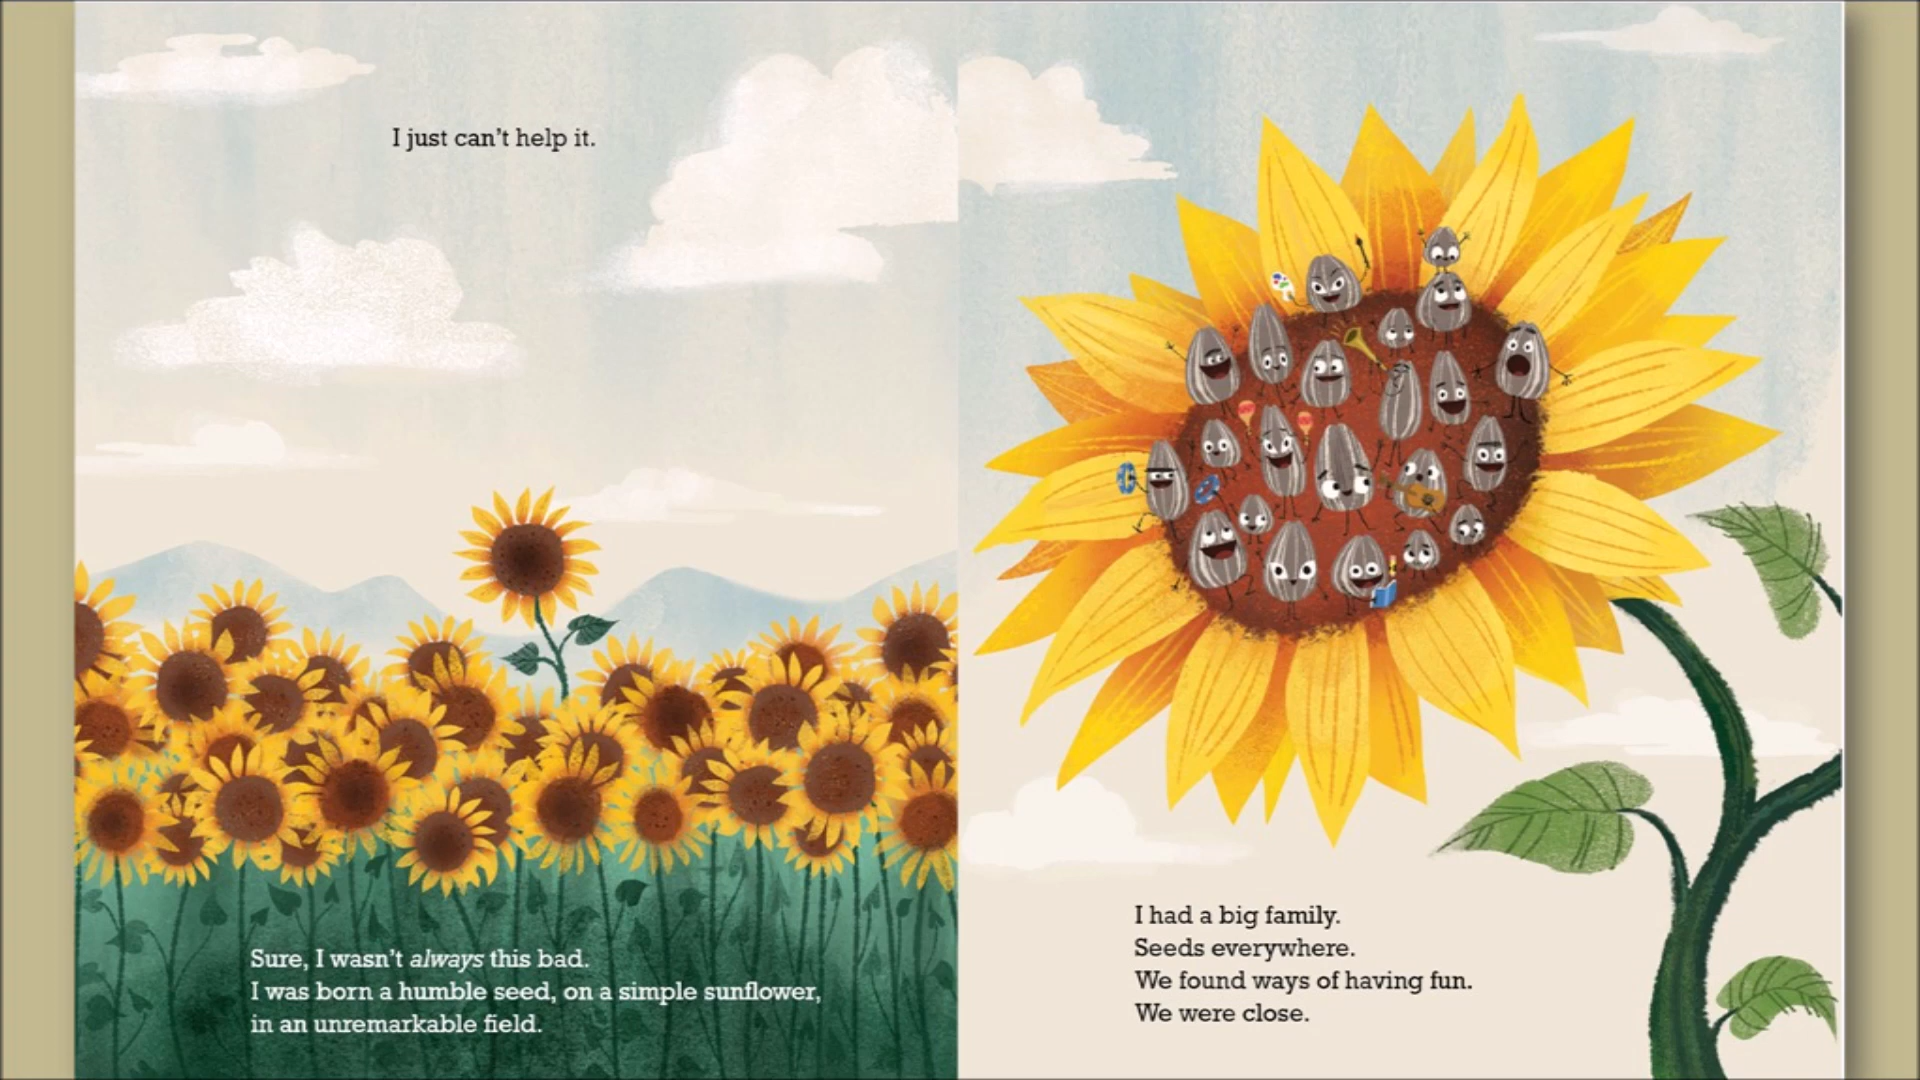 I just can't help it.
Sure, I wasn't always this bad.
I was born a humble seed, on a simple sunflower,
in an unremarkable field.
I had a big family.
Seeds everywhere.
We found ways of having fun.
We were close.